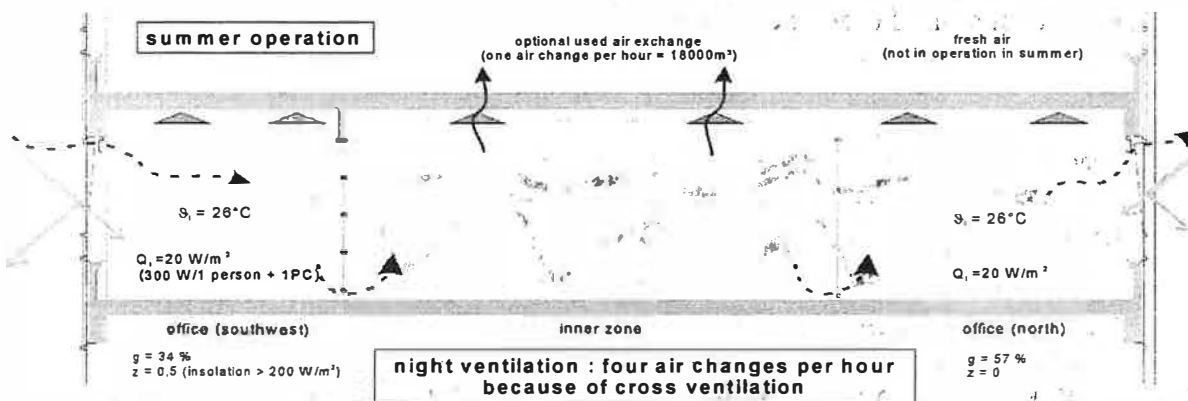 summer operation
optional used air exchange
(one air change per hour = 18000m³)
fresh air
(not in operation in summer)
ϑᵢ = 26°C
Qᵢ =20 W/m²
(300 W/1 person + 1PC)
ϑᵢ = 26°C
Qᵢ =20 W/m²
office (southwest)
inner zone
office (north)
g = 34 %
z = 0,5 (insolation > 200 W/m²)
night ventilation : four air changes per hour
because of cross ventilation
g = 57 %
z = 0